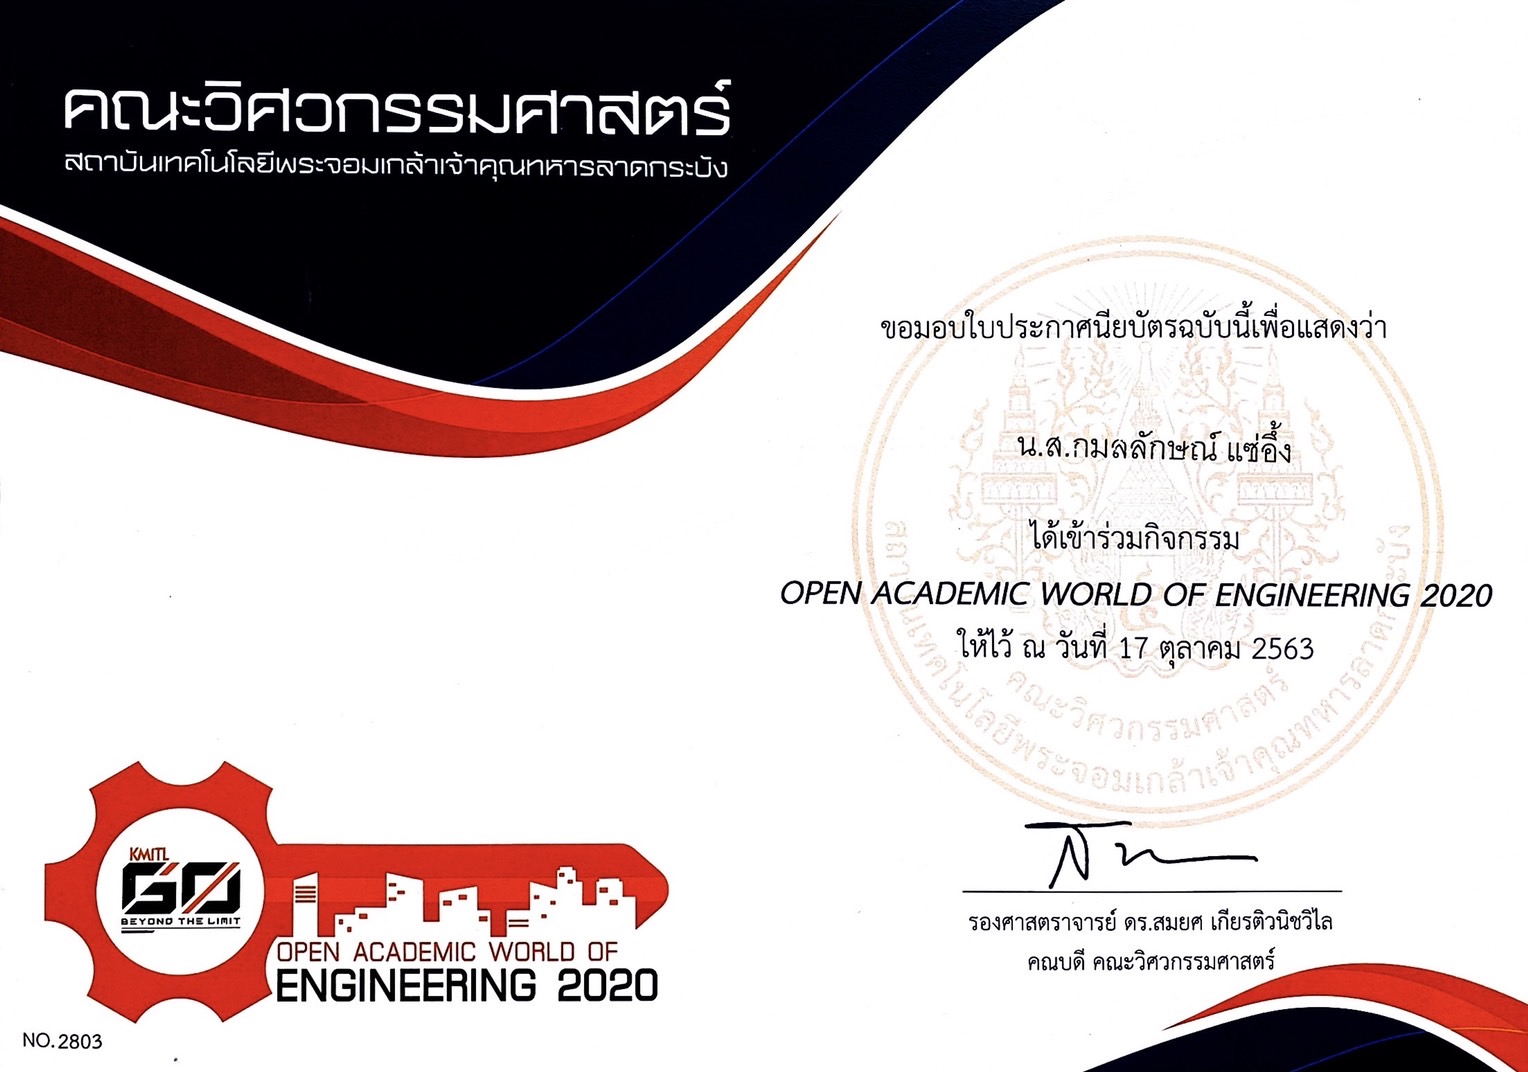 คณะวิศวกรรมศาสตร์
สถาบันเทคโนโลยีพระจอมเกล้าเจ้าคุณทหารลาดกระบัง
ขอมอบใบประกาศนียบัตรฉบับนี้เพื่อแสดงว่า
น.ส.กมลลักษณ์ แซ่อึ้ง
ได้เข้าร่วมกิจกรรม
OPEN ACADEMIC WORLD OF ENGINEERING 2020
ให้ไว้ ณ วันที่ 17 ตุลาคม 2563
คณะวิศวกรรมศาสตร์
สถาบันเทคโนโลยีพระจอมเกล้าเจ้าคุณทหารลาดกระบัง
รองศาสตราจารย์ ดร.สมยศ เกียรติวนิชวิไล
คณบดี คณะวิศวกรรมศาสตร์
KMITL
GO
BEYOND THE LIMIT
OPEN ACADEMIC WORLD OF
ENGINEERING 2020
NO.2803